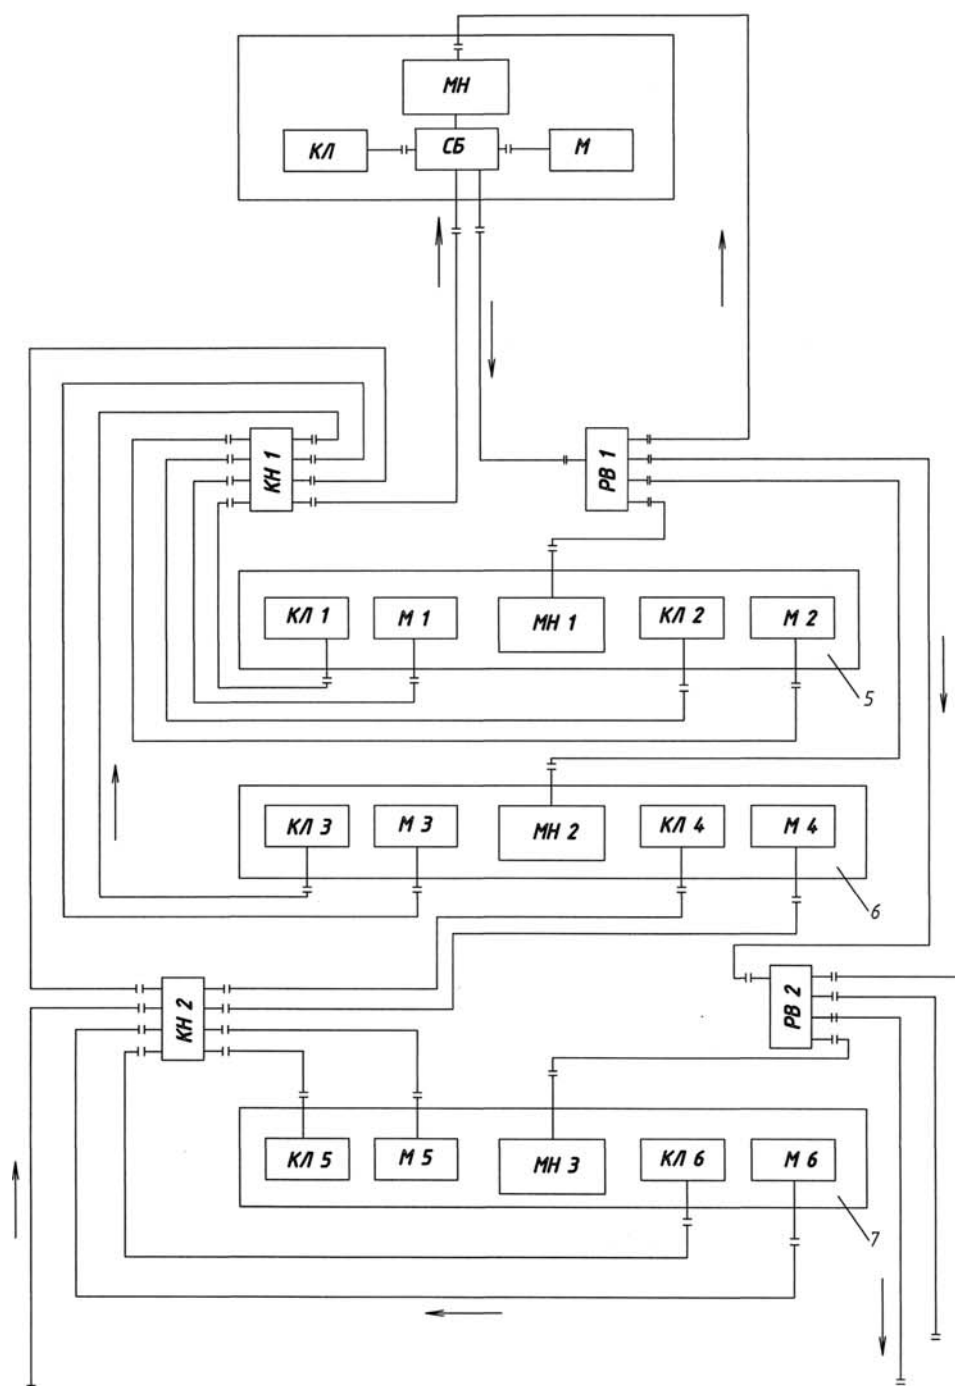 МН
КЛ
СБ
М
КН 1
РВ 1
КЛ 1
М 1
МН 1
КЛ 2
М 2
5
КЛ 3
М 3
МН 2
КЛ 4
М 4
6
КН 2
РВ 2
КЛ 5
М 5
МН 3
КЛ 6
М 6
7